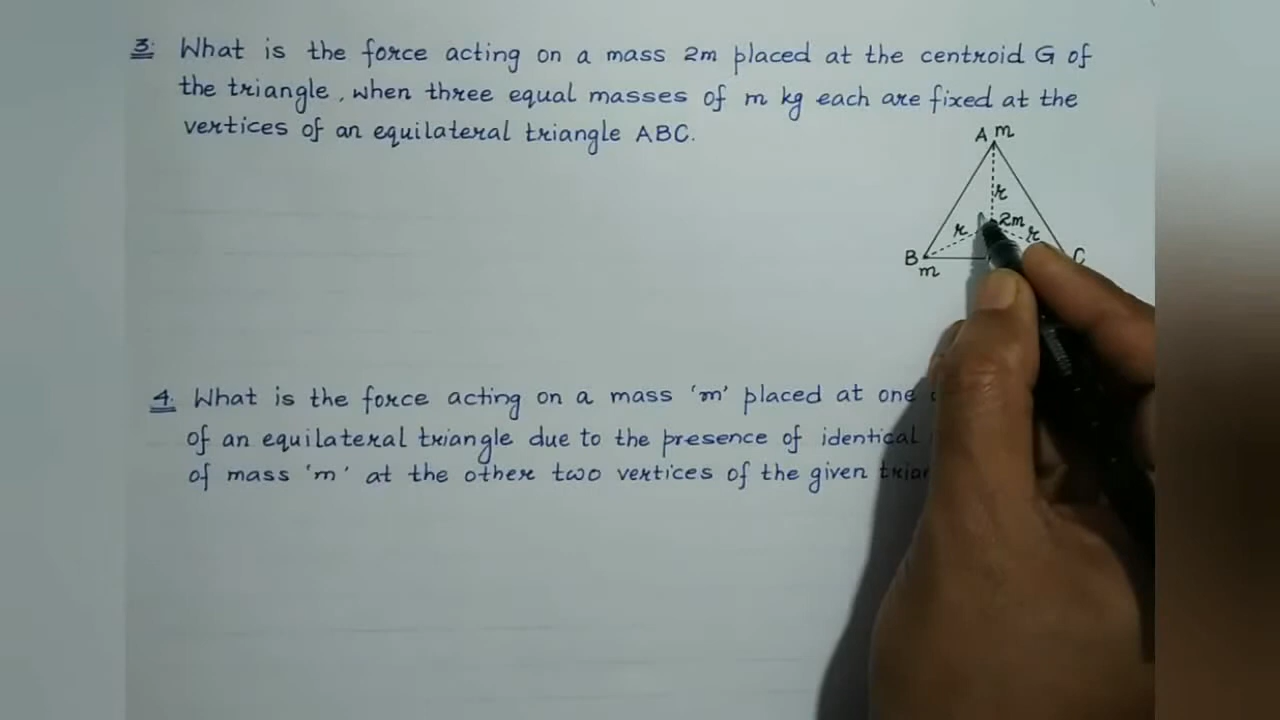 3. What is the force acting on a mass 2m placed at the centroid G of
the triangle, when three equal masses of m kg each are fixed at the
vertices of an equilateral triangle ABC.
A m
r
2m
r
r
B
C
m
4. What is the force acting on a mass 'm' placed at one
of an equilateral triangle due to the presence of identical
of mass 'm' at the other two vertices of the given